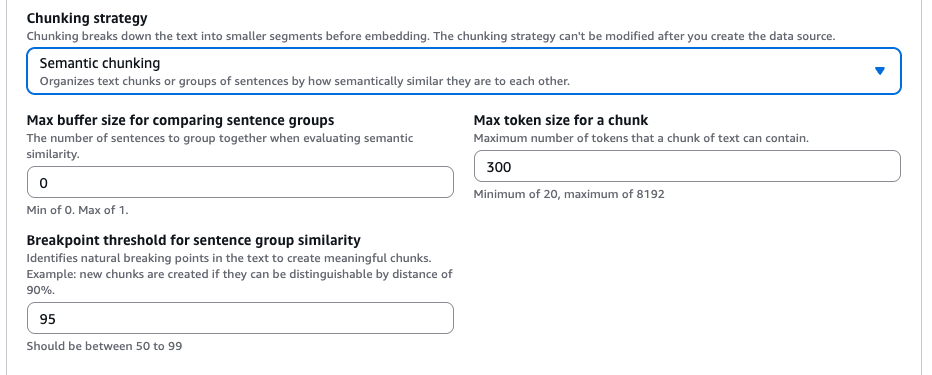 Chunking strategy
Chunking breaks down the text into smaller segments before embedding. The chunking strategy can't be modified after you create the data source.
Semantic chunking
Organizes text chunks or groups of sentences by how semantically similar they are to each other.
Max buffer size for comparing sentence groups
The number of sentences to group together when evaluating semantic
similarity.
0
Min of 0. Max of 1.
Max token size for a chunk
Maximum number of tokens that a chunk of text can contain.
300
Minimum of 20, maximum of 8192
Breakpoint threshold for sentence group similarity
Identifies natural breaking points in the text to create meaningful chunks.
Example: new chunks are created if they can be distinguishable by distance of
90%.
95
Should be between 50 to 99